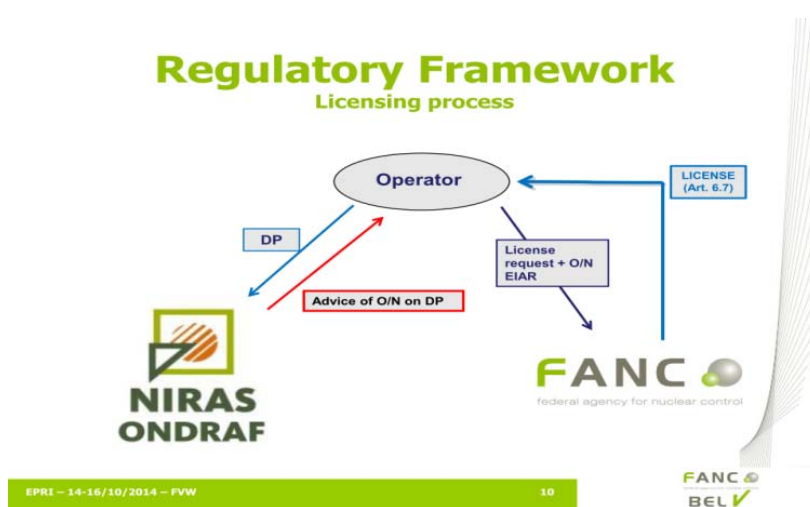 Regulatory Framework
Licensing process
Operator
LICENSE
(Art. 6.7)
DP
License
request + O/N
EIAR
Advice of O/N on DP
NIRAS
ONDRAF
FANC
federal agency for nuclear control
EPRI – 14-16/10/2014 – FVW
10
FANC
BEL V